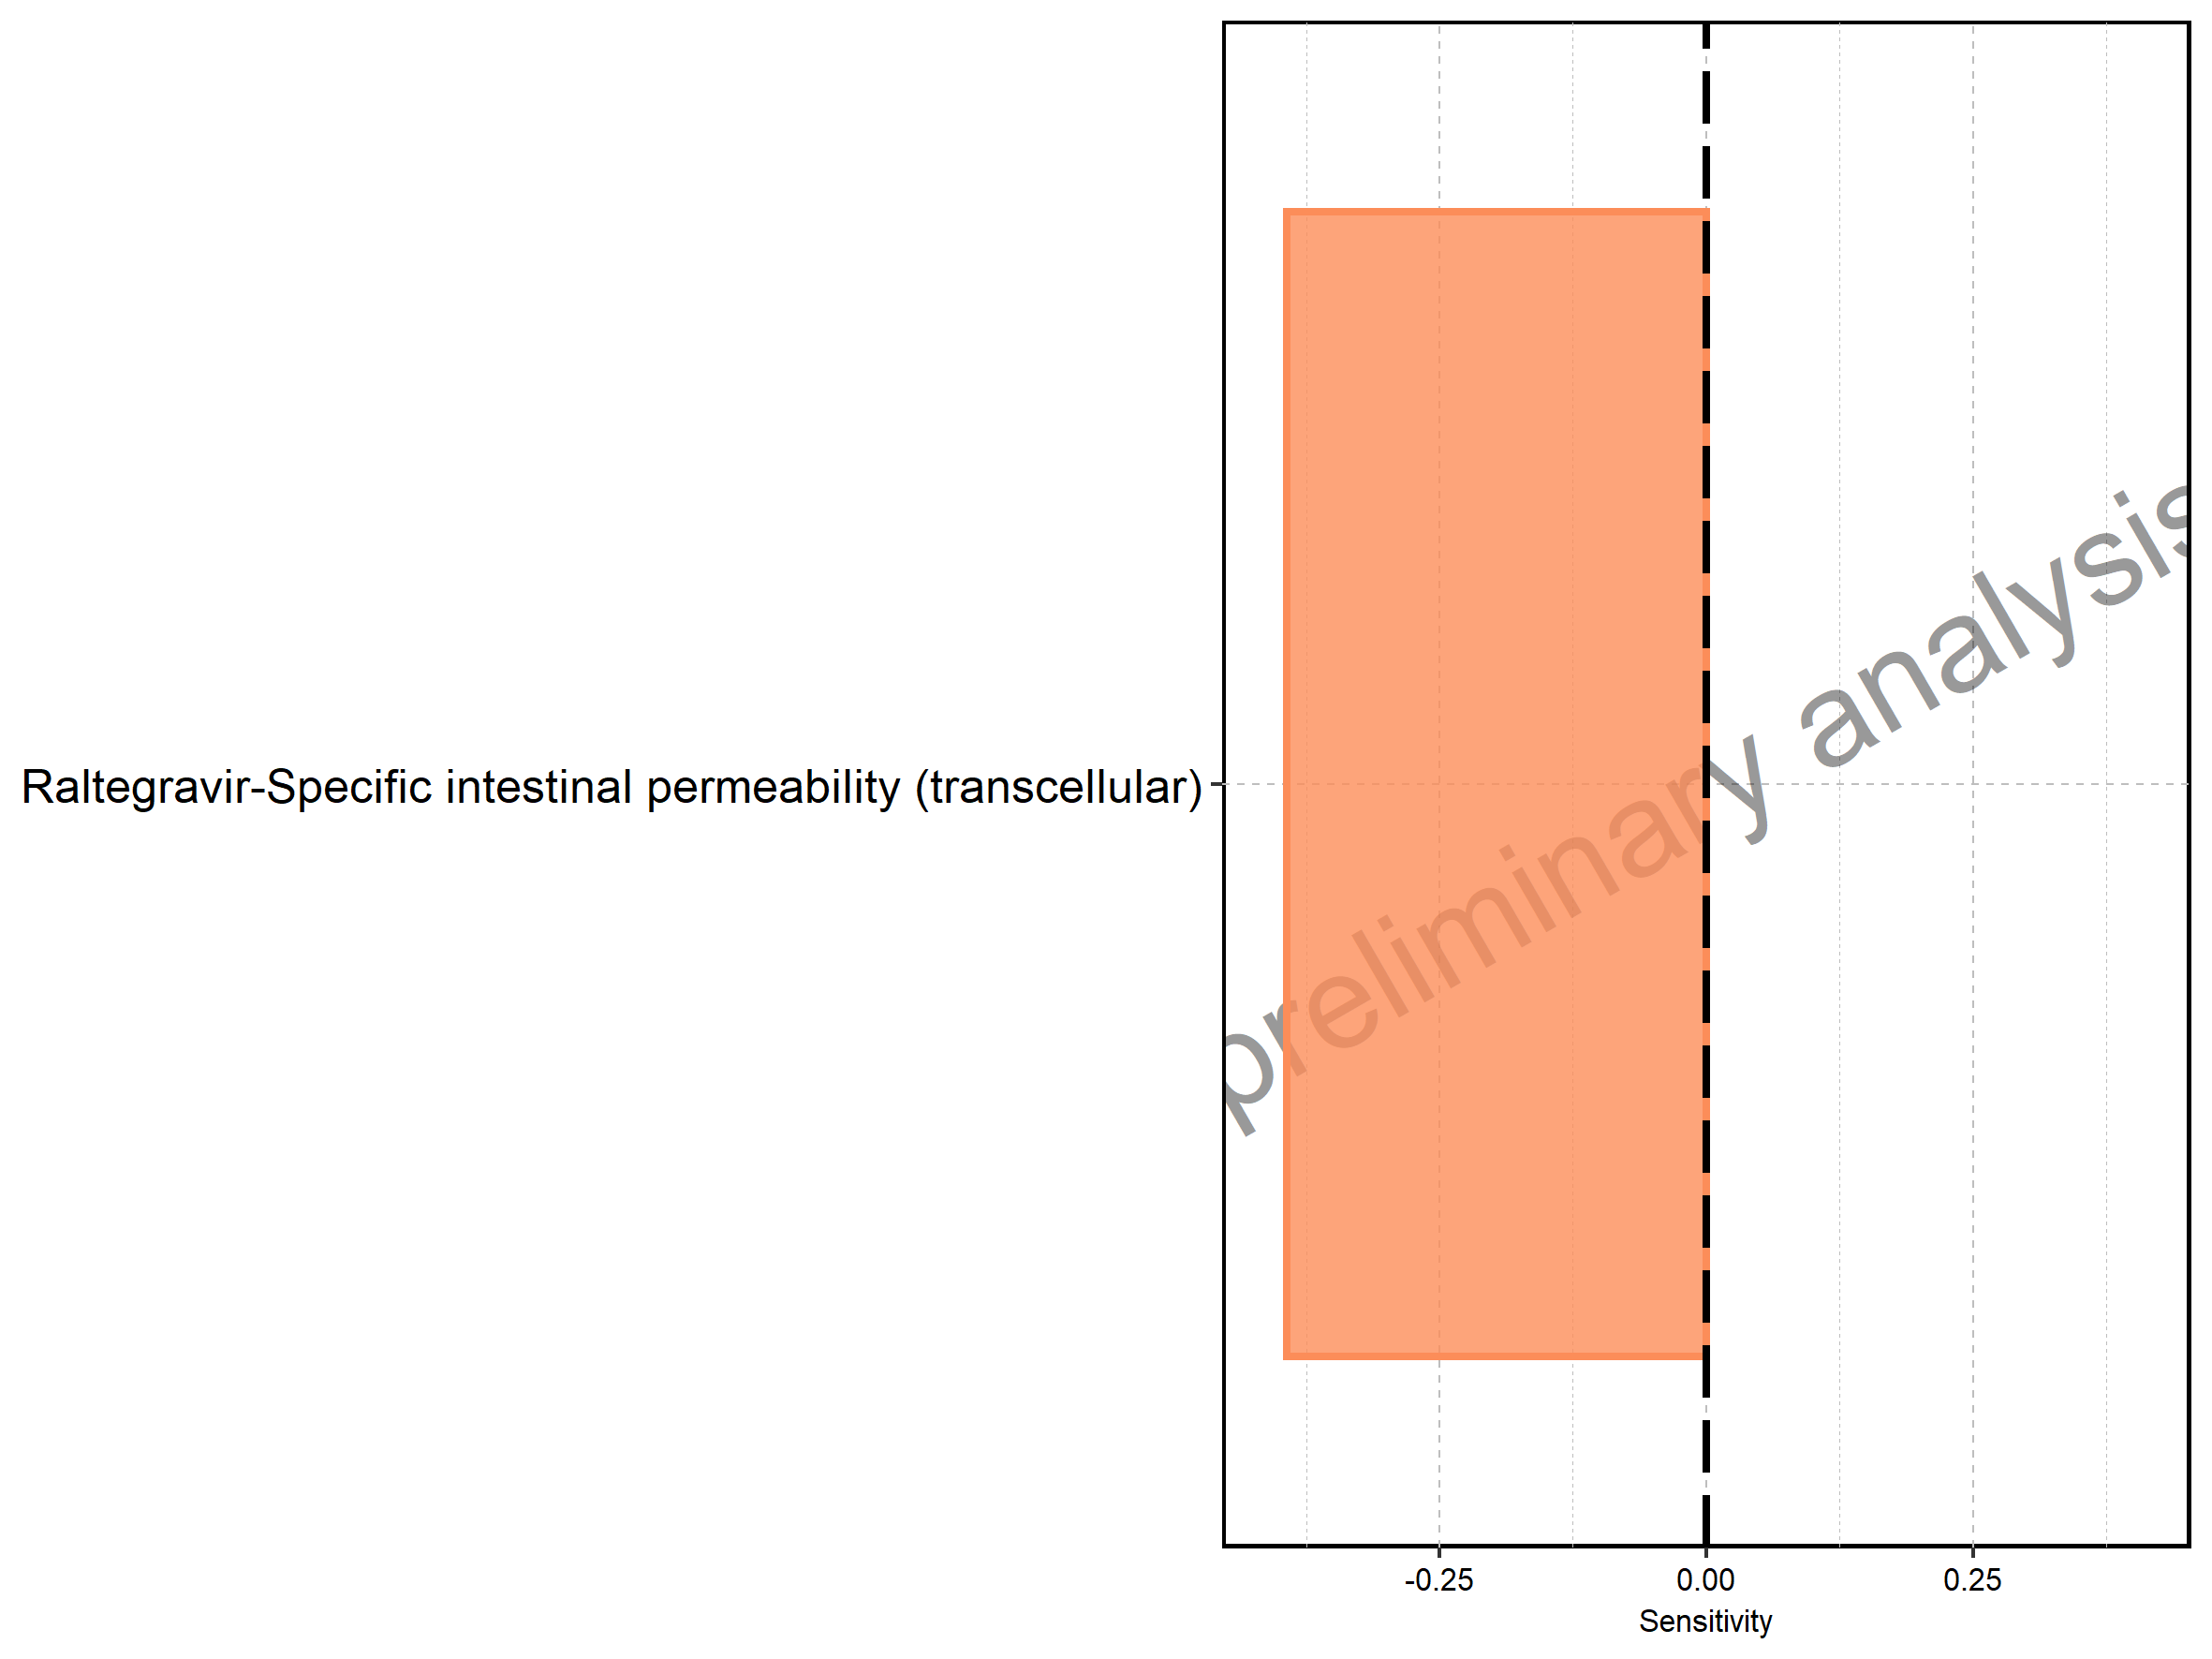 Raltegravir-Specific intestinal permeability (transcellular)
preliminary analysis
-0.25 0.00 0.25
Sensitivity